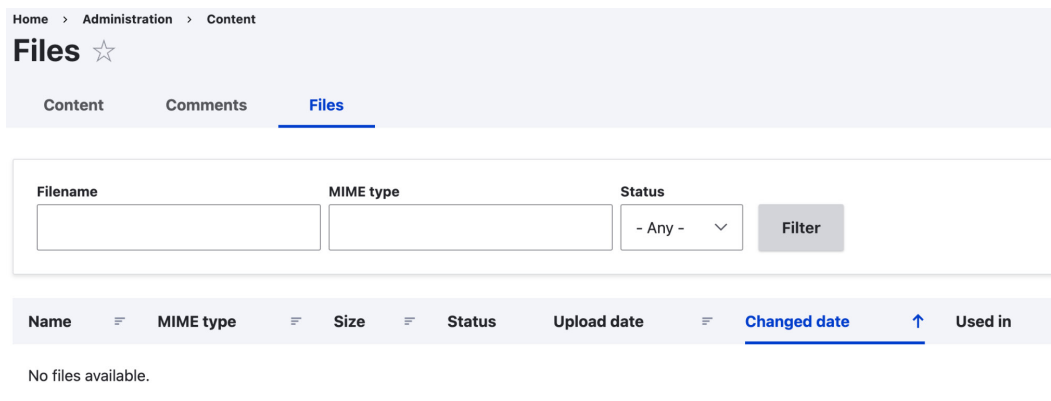 Home > Administration > Content
Files
Content Comments Files
Filename MIME type Status
- Any - Filter
Name MIME type Size Status Upload date Changed date Used in
No files available.